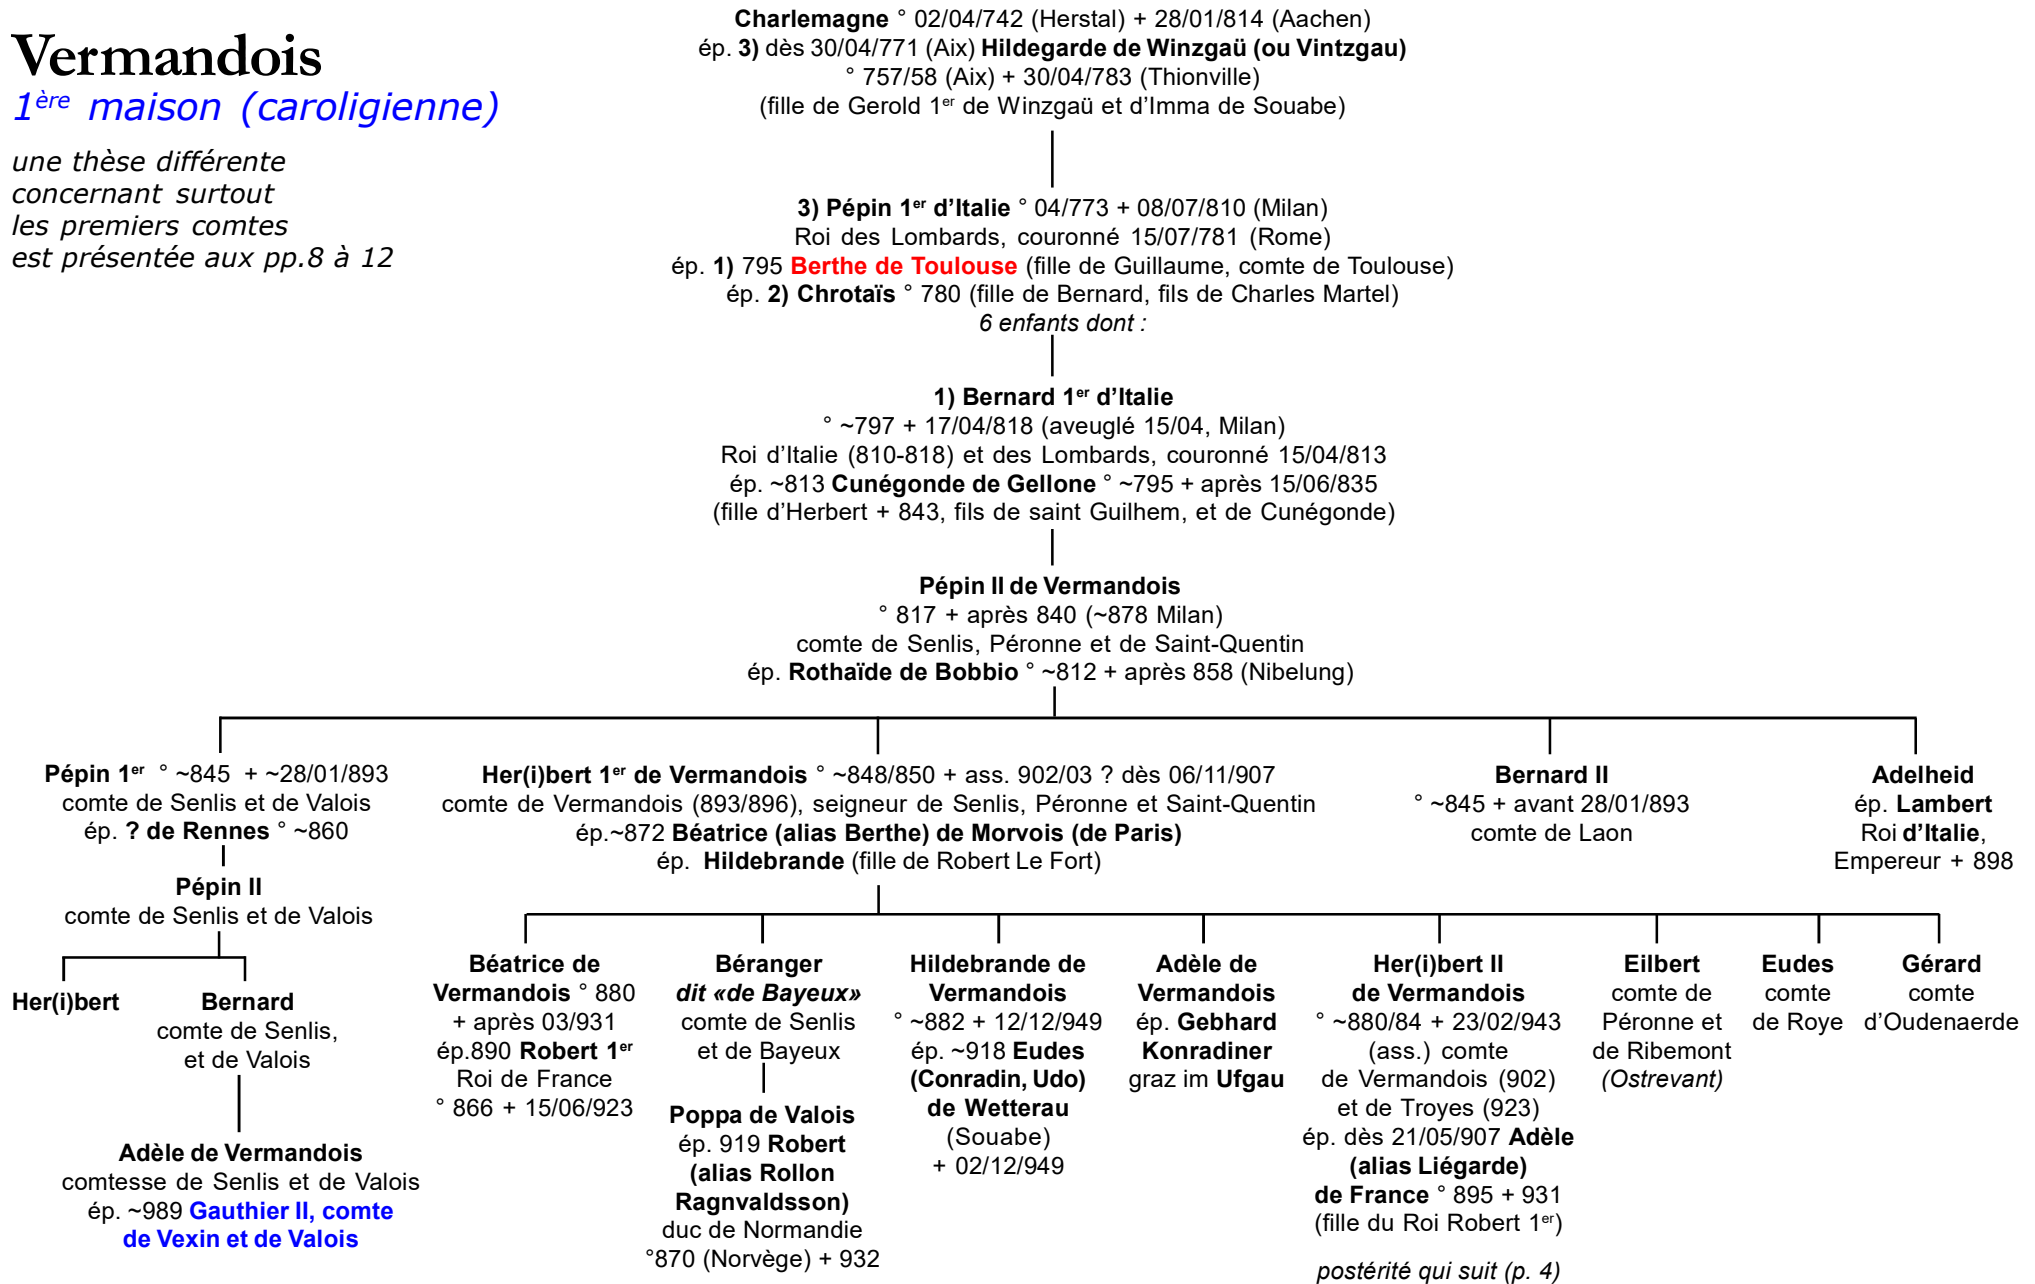 Vermandois
1ère maison (caroligienne)
une thèse différente
concernant surtout
les premiers comtes
est présentée aux pp.8 à 12
Charlemagne ° 02/04/742 (Herstal) + 28/01/814 (Aachen)
ép. 3) dès 30/04/771 (Aix) Hildegarde de Winzgaü (ou Vintzgau)
° 757/58 (Aix) + 30/04/783 (Thionville)
(fille de Gerold 1er de Winzgaü et d'Imma de Souabe)
3) Pépin 1er d'Italie ° 04/773 + 08/07/810 (Milan)
Roi des Lombards, couronné 15/07/781 (Rome)
ép. 1) 795 Berthe de Toulouse (fille de Guillaume, comte de Toulouse)
ép. 2) Chrotaïs ° 780 (fille de Bernard, fils de Charles Martel)
6 enfants dont :
1) Bernard 1er d'Italie
° ~797 + 17/04/818 (aveuglé 15/04, Milan)
Roi d'Italie (810-818) et des Lombards, couronné 15/04/813
ép. ~813 Cunégonde de Gellone ° ~795 + après 15/06/835
(fille d'Herbert + 843, fils de saint Guilhem, et de Cunégonde)
Pépin II de Vermandois
° 817 + après 840 (~878 Milan)
comte de Senlis, Péronne et de Saint-Quentin
ép. Rothaïde de Bobbio ° ~812 + après 858 (Nibelung)
Pépin 1er ° ~845 + ~28/01/893
comte de Senlis et de Valois
ép. ? de Rennes ° ~860
Pépin II
comte de Senlis et de Valois
Her(i)bert
Bernard
comte de Senlis,
et de Valois
Adèle de Vermandois
comtesse de Senlis et de Valois
ép. ~989 Gauthier II, comte
de Vexin et de Valois
Her(i)bert 1er de Vermandois ° ~848/850 + ass. 902/03 ? dès 06/11/907
comte de Vermandois (893/896), seigneur de Senlis, Péronne et Saint-Quentin
ép.~872 Béatrice (alias Berthe) de Morvois (de Paris)
ép. Hildebrande (fille de Robert Le Fort)
Bernard II
° ~845 + avant 28/01/893
comte de Laon
Adelheid
ép. Lambert
Roi d'Italie,
Empereur + 898
Béatrice de
Vermandois ° 880
+ après 03/931
ép.890 Robert 1er
Roi de France
° 866 + 15/06/923
Béranger
dit «de Bayeux»
comte de Senlis
et de Bayeux
Poppa de Valois
ép. 919 Robert
(alias Rollon
Ragnvaldsson)
duc de Normandie
°870 (Norvège) + 932
Hildebrande de
Vermandois
° ~882 + 12/12/949
ép. ~918 Eudes
(Conradin, Udo)
de Wetterau
(Souabe)
+ 02/12/949
Adèle de
Vermandois
ép. Gebhard
Konradiner
graz im Ufgau
Her(i)bert II
de Vermandois
° ~880/84 + 23/02/943
(ass.) comte
de Vermandois (902)
et de Troyes (923)
ép. dès 21/05/907 Adèle
(alias Liégarde)
de France ° 895 + 931
(fille du Roi Robert 1er)
postérité qui suit (p. 4)
Eilbert
comte de
Péronne et
de Ribemont
(Ostrevant)
Eudes
comte
de Roye
Gérard
comte
d'Oudenaerde